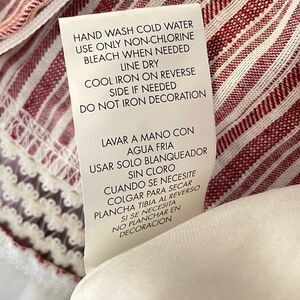 HAND WASH COLD WATER
USE ONLY NON-CHLORINE
BLEACH WHEN NEEDED
LINE DRY
COOL IRON ON REVERSE
SIDE IF NEEDED
DO NOT IRON DECORATION
LAVAR A MANO CON
AGUA FRIA
USAR SOLO BLANQUEADOR
SIN CLORO
CUANDO SE NECESITE
COLGAR PARA SECAR
PLANCHA TIBIA AL REVERSO
SI SE NECESITA
NO PLANCHAR EN
DECORACION